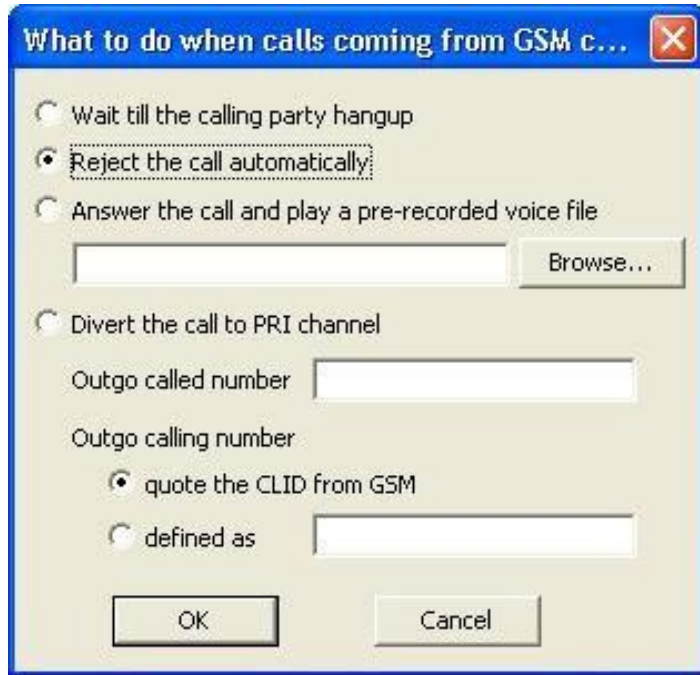 What to do when calls coming from GSM c...
Wait till the calling party hangup
Reject the call automatically
Answer the call and play a pre-recorded voice file
Browse...
Divert the call to PRI channel
Outgo called number
Outgo calling number
quote the CLID from GSM
defined as
OK Cancel